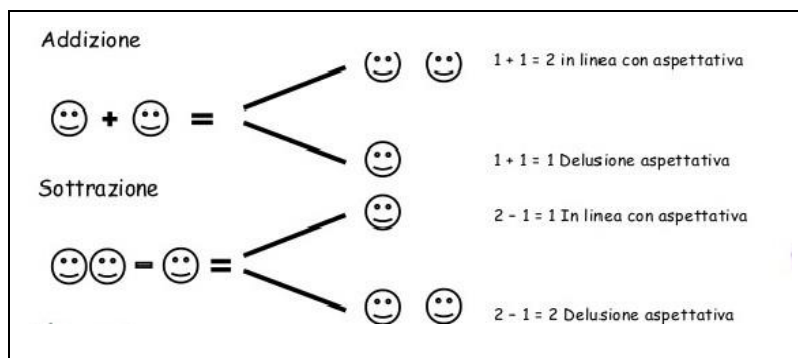 Addizione
1 + 1 = 2 in linea con aspettativa
+ =
1 + 1 = 1 Delusione aspettativa
Sottrazione
2 - 1 = 1 In linea con aspettativa
- =
2 - 1 = 2 Delusione aspettativa